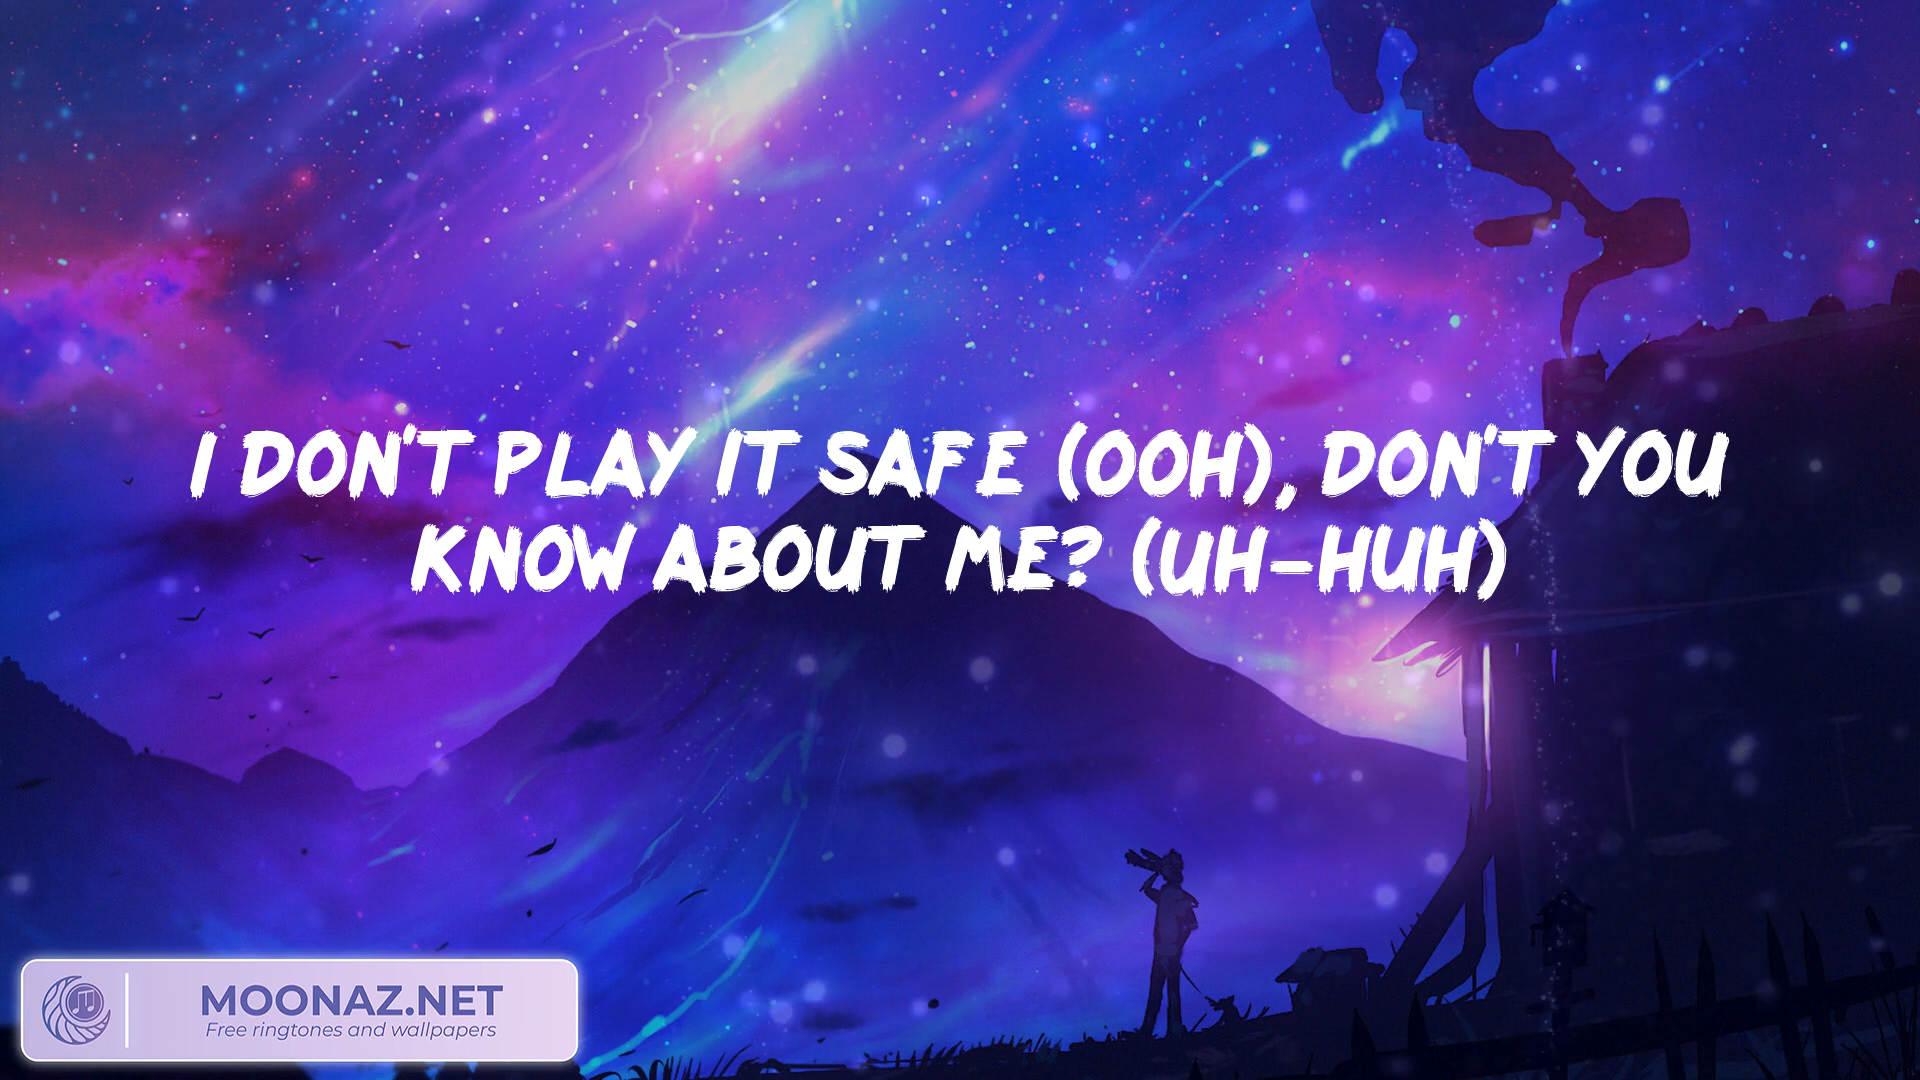 I DON'T PLAY IT SAFE (OOH), DON'T YOU
KNOW ABOUT ME? (UH-HUH)
MOONAZ.NET
Free ringtones and wallpapers